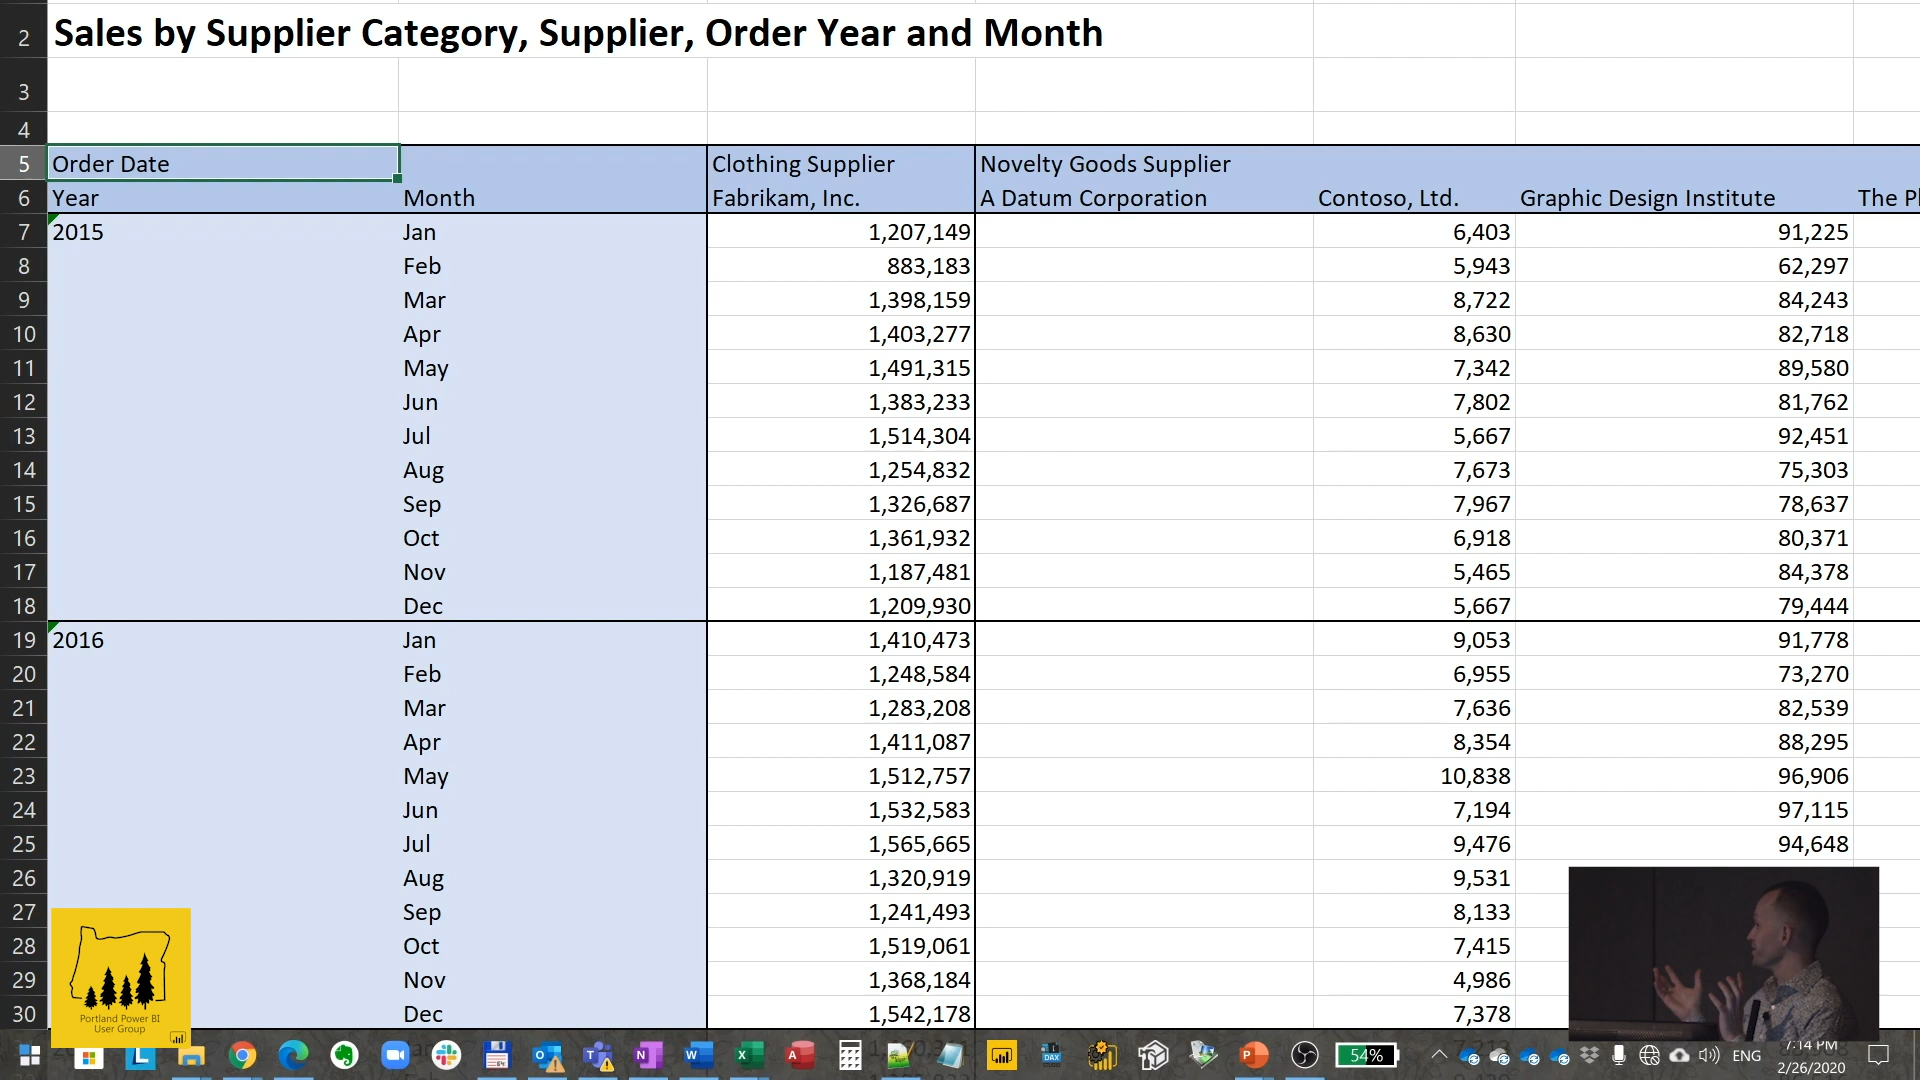 2 Sales by Supplier Category, Supplier, Order Year and Month
3
4
5 Order Date Clothing Supplier Novelty Goods Supplier
6 Year Month Fabrikam, Inc. A Datum Corporation Contoso, Ltd. Graphic Design Institute The
7 2015 Jan 1,207,149 6,403 91,225
8 Feb 883,183 5,943 62,297
9 Mar 1,398,159 8,722 84,243
10 Apr 1,403,277 8,630 82,718
11 May 1,491,315 7,342 89,580
12 Jun 1,383,233 7,802 81,762
13 Jul 1,514,304 5,667 92,451
14 Aug 1,254,832 7,673 75,303
15 Sep 1,326,687 7,967 78,637
16 Oct 1,361,932 6,918 80,371
17 Nov 1,187,481 5,465 84,378
18 Dec 1,209,930 5,667 79,444
19 2016 Jan 1,410,473 9,053 91,778
20 Feb 1,248,584 6,955 73,270
21 Mar 1,283,208 7,636 82,539
22 Apr 1,411,087 8,354 88,295
23 May 1,512,757 10,838 96,906
24 Jun 1,532,583 7,194 97,115
25 Jul 1,565,665 9,476 94,648
26 Aug 1,320,919 9,531
27 Sep 1,241,493 8,133
28 Oct 1,519,061 7,415
29 Nov 1,368,184 4,986
30 Dec 1,542,178 7,378
Portland Power BI
User Group
54% ENG 7:14 PM
2/26/2020